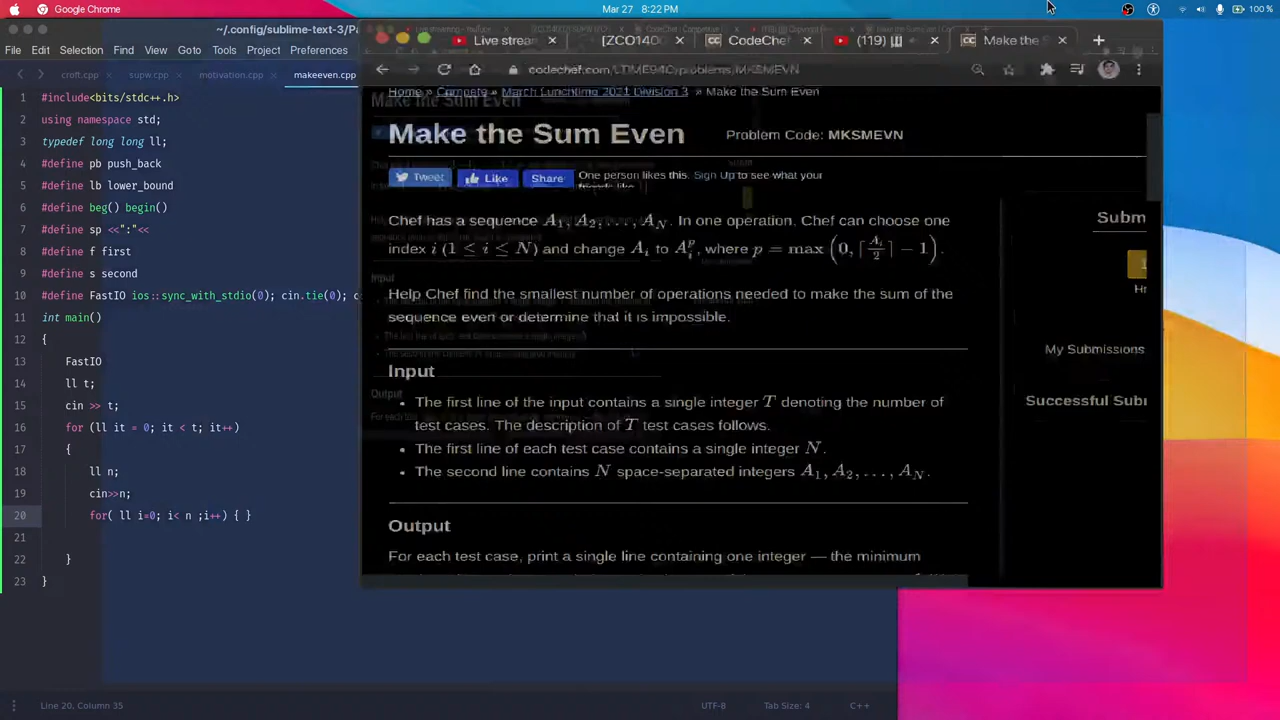 Google Chrome
Mar 27 8:22 PM
100 %
~/.config/sublime-text-3/Pa
File Edit Selection Find View Goto Tools Project Preferences
croft.cpp supw.cpp motivation.cpp makeeven.cpp
1 #include<bits/stdc++.h>
2 using namespace std;
3 typedef long long ll;
4 #define pb push_back
5 #define lb lower_bound
6 #define beg() begin()
7 #define sp <<":"<<
8 #define f first
9 #define s second
10 #define FastIO ios::sync_with_stdio(0); cin.tie(0);
11 int main()
12 {
13 FastIO
14 ll t;
15 cin >> t;
16 for (ll it = 0; it < t; it++)
17 {
18 ll n;
19 cin>>n;
20 for( ll i=0; i< n ;i++) { }
21
22 }
23 }
Line 20, Column 35
UTF-8
Tab Size: 4
C++
Live strean
[ZCO1400
CC CodeChef
(119)
CC Make the S
Home » Compete » March Lunchtime 2021 Division 3 » Make the Sum Even
Make the Sum Even
Problem Code: MKSMEVN
Tweet Like Share One person likes this. Sign Up to see what your
Chef has a sequence A1, A2, . . . , AN. In one operation, Chef can choose one
index i (1 ≤ i ≤ N) and change Ai to Ai^p, where p = max (0, ⌈Ai/2⌉ − 1).
Help Chef find the smallest number of operations needed to make the sum of the
sequence even or determine that it is impossible.
Input
• The first line of the input contains a single integer T denoting the number of
test cases. The description of T test cases follows.
• The first line of each test case contains a single integer N.
• The second line contains N space-separated integers A1, A2, . . . , AN.
Output
For each test case, print a single line containing one integer — the minimum
Subm
My Submissions
Successful Subr